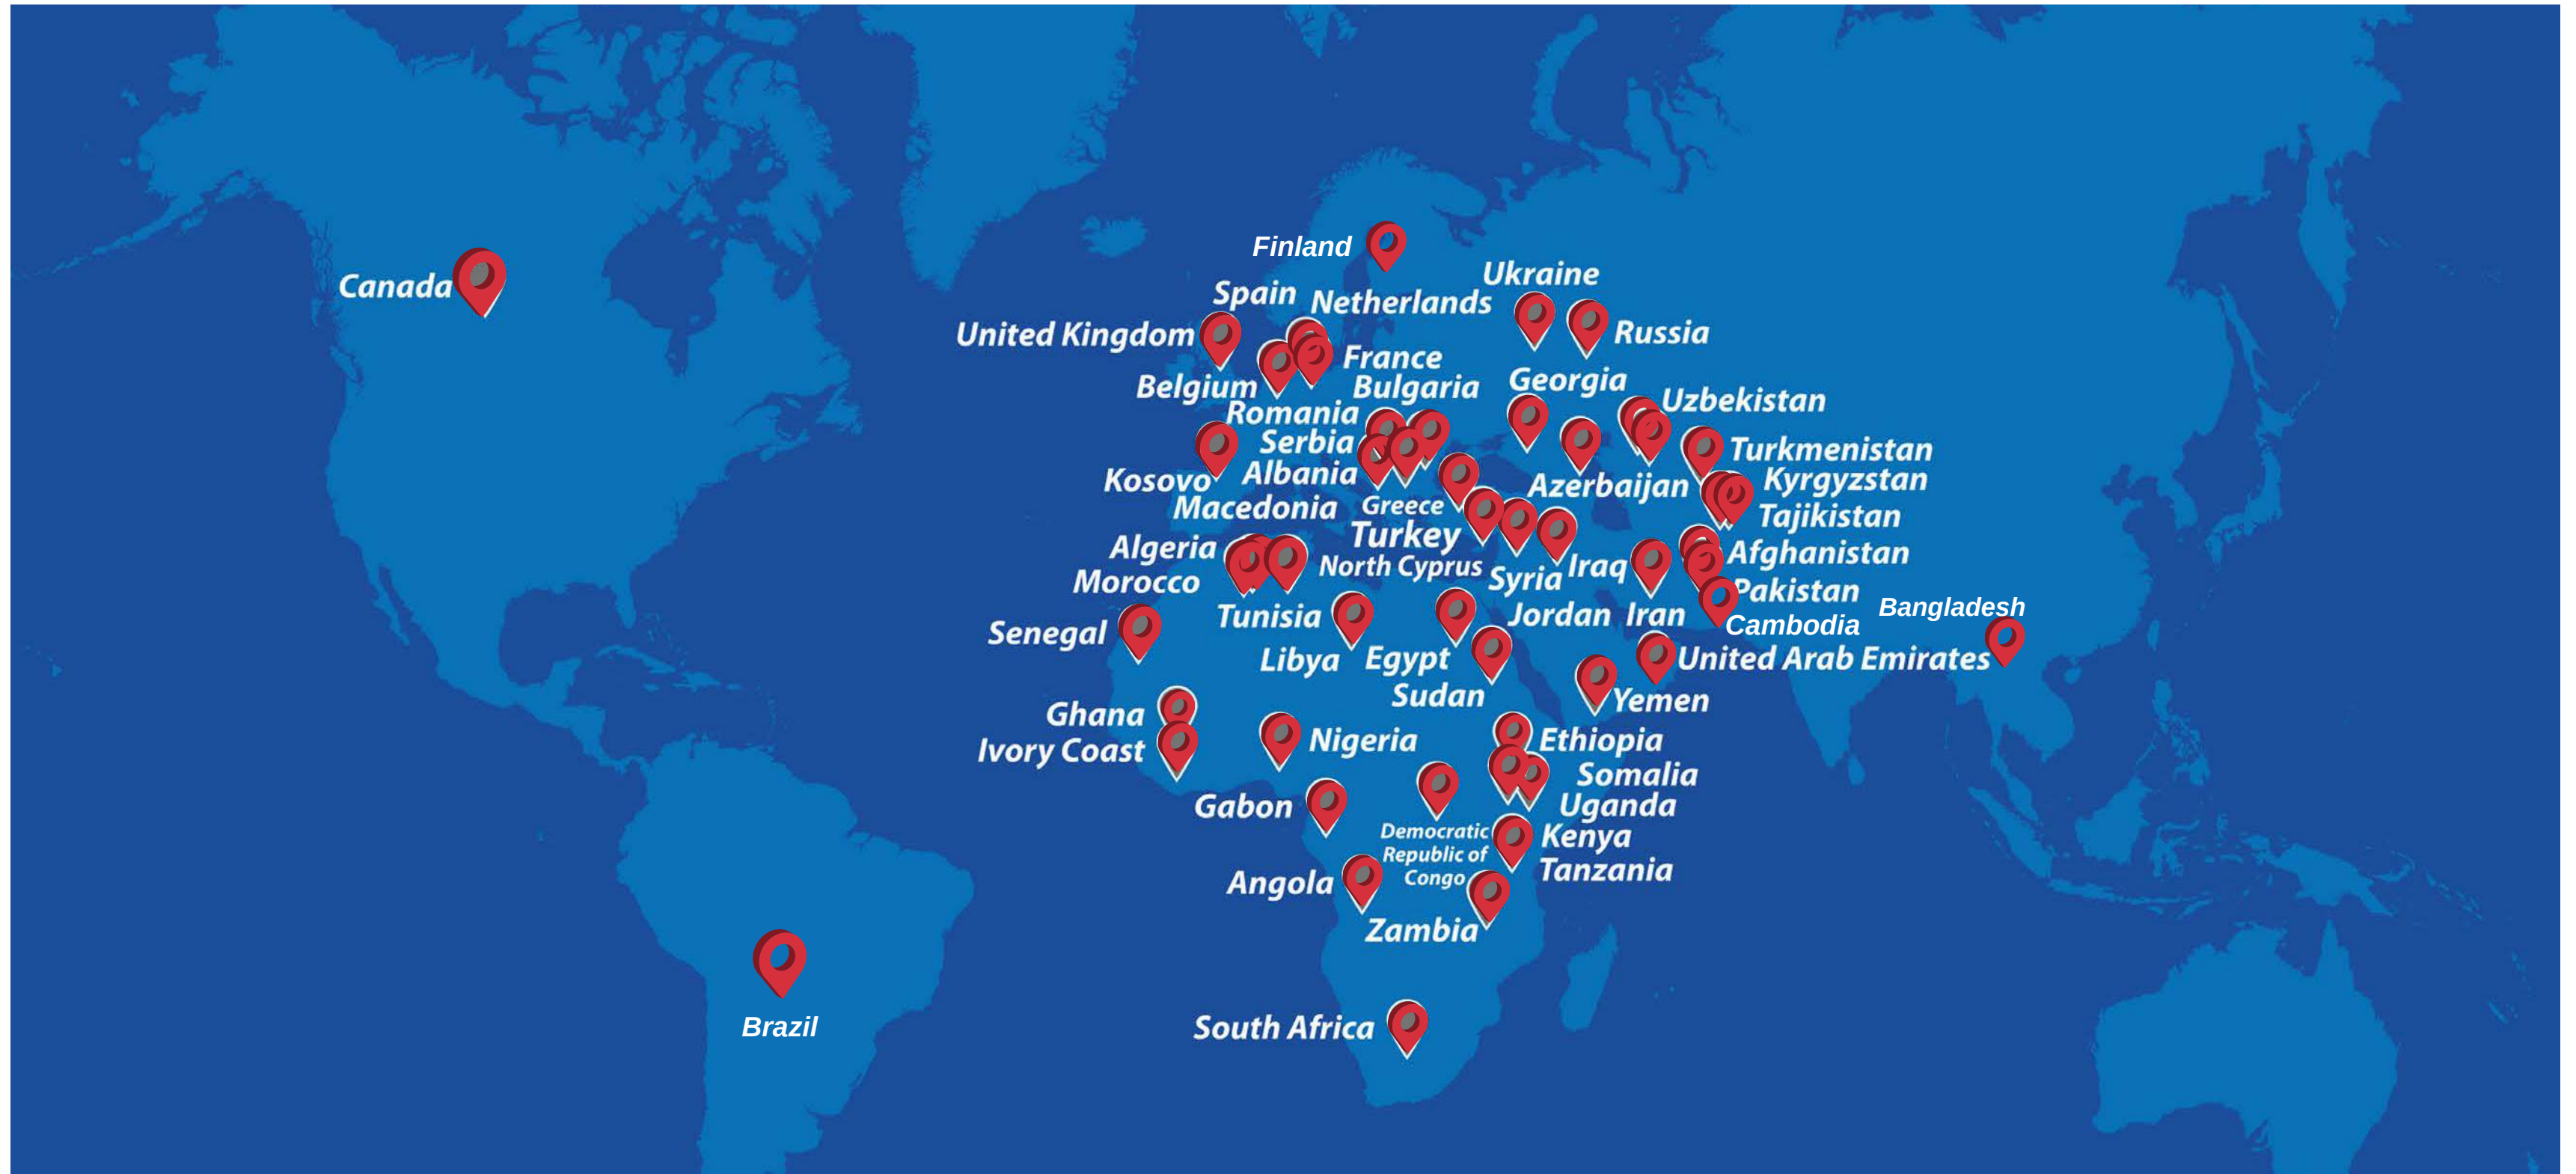 Finland
Ukraine
Canada
Spain
Netherlands
United Kingdom
Russia
France
Belgium
Bulgaria
Georgia
Uzbekistan
Romania
Serbia
Turkmenistan
Kosovo
Albania
Azerbaijan
Kyrgyzstan
Macedonia
Greece
Tajikistan
Turkey
Algeria
Afghanistan
North Cyprus
Syria
Iraq
Morocco
Pakistan
Bangladesh
Tunisia
Jordan
Iran
Cambodia
Senegal
Libya
Egypt
United Arab Emirates
Sudan
Yemen
Ghana
Ivory Coast
Nigeria
Ethiopia
Somalia
Gabon
Uganda
Democratic
Republic of
Congo
Kenya
Tanzania
Angola
Zambia
Brazil
South Africa